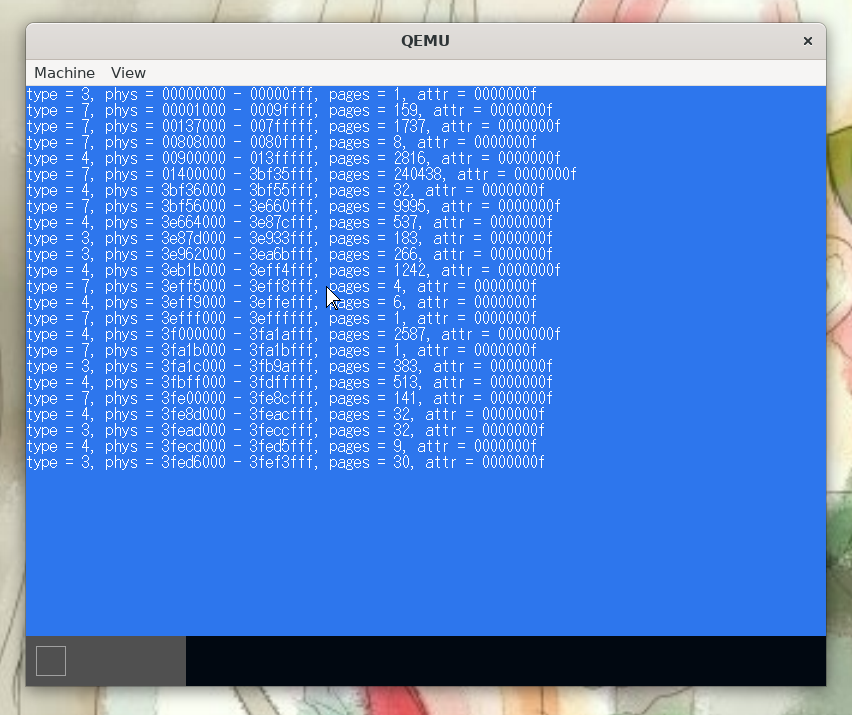 QEMU
Machine View
type = 3, phys = 00000000 - 00000fff, pages = 1, attr = 0000000f
type = 7, phys = 00001000 - 0009ffff, pages = 159, attr = 0000000f
type = 7, phys = 00137000 - 007fffff, pages = 1737, attr = 0000000f
type = 7, phys = 00808000 - 0080ffff, pages = 8, attr = 0000000f
type = 4, phys = 00900000 - 013fffff, pages = 2816, attr = 0000000f
type = 7, phys = 01400000 - 3bf35fff, pages = 240438, attr = 0000000f
type = 4, phys = 3bf36000 - 3bf55fff, pages = 32, attr = 0000000f
type = 7, phys = 3bf56000 - 3e660fff, pages = 9995, attr = 0000000f
type = 4, phys = 3e664000 - 3e87cfff, pages = 537, attr = 0000000f
type = 3, phys = 3e87d000 - 3e933fff, pages = 183, attr = 0000000f
type = 3, phys = 3e962000 - 3ea6bfff, pages = 266, attr = 0000000f
type = 4, phys = 3eb1b000 - 3eff4fff, pages = 1242, attr = 0000000f
type = 7, phys = 3eff5000 - 3eff8fff, pages = 4, attr = 0000000f
type = 4, phys = 3eff9000 - 3effefff, pages = 6, attr = 0000000f
type = 7, phys = 3efff000 - 3effffff, pages = 1, attr = 0000000f
type = 4, phys = 3f000000 - 3fa1afff, pages = 2587, attr = 0000000f
type = 7, phys = 3fa1b000 - 3fa1bfff, pages = 1, attr = 0000000f
type = 3, phys = 3fa1c000 - 3fb9afff, pages = 383, attr = 0000000f
type = 4, phys = 3fbff000 - 3fdfffff, pages = 513, attr = 0000000f
type = 7, phys = 3fe00000 - 3fe8cfff, pages = 141, attr = 0000000f
type = 4, phys = 3fe8d000 - 3feacfff, pages = 32, attr = 0000000f
type = 3, phys = 3fead000 - 3feccfff, pages = 32, attr = 0000000f
type = 4, phys = 3fecd000 - 3fed5fff, pages = 9, attr = 0000000f
type = 3, phys = 3fed6000 - 3fef3fff, pages = 30, attr = 0000000f